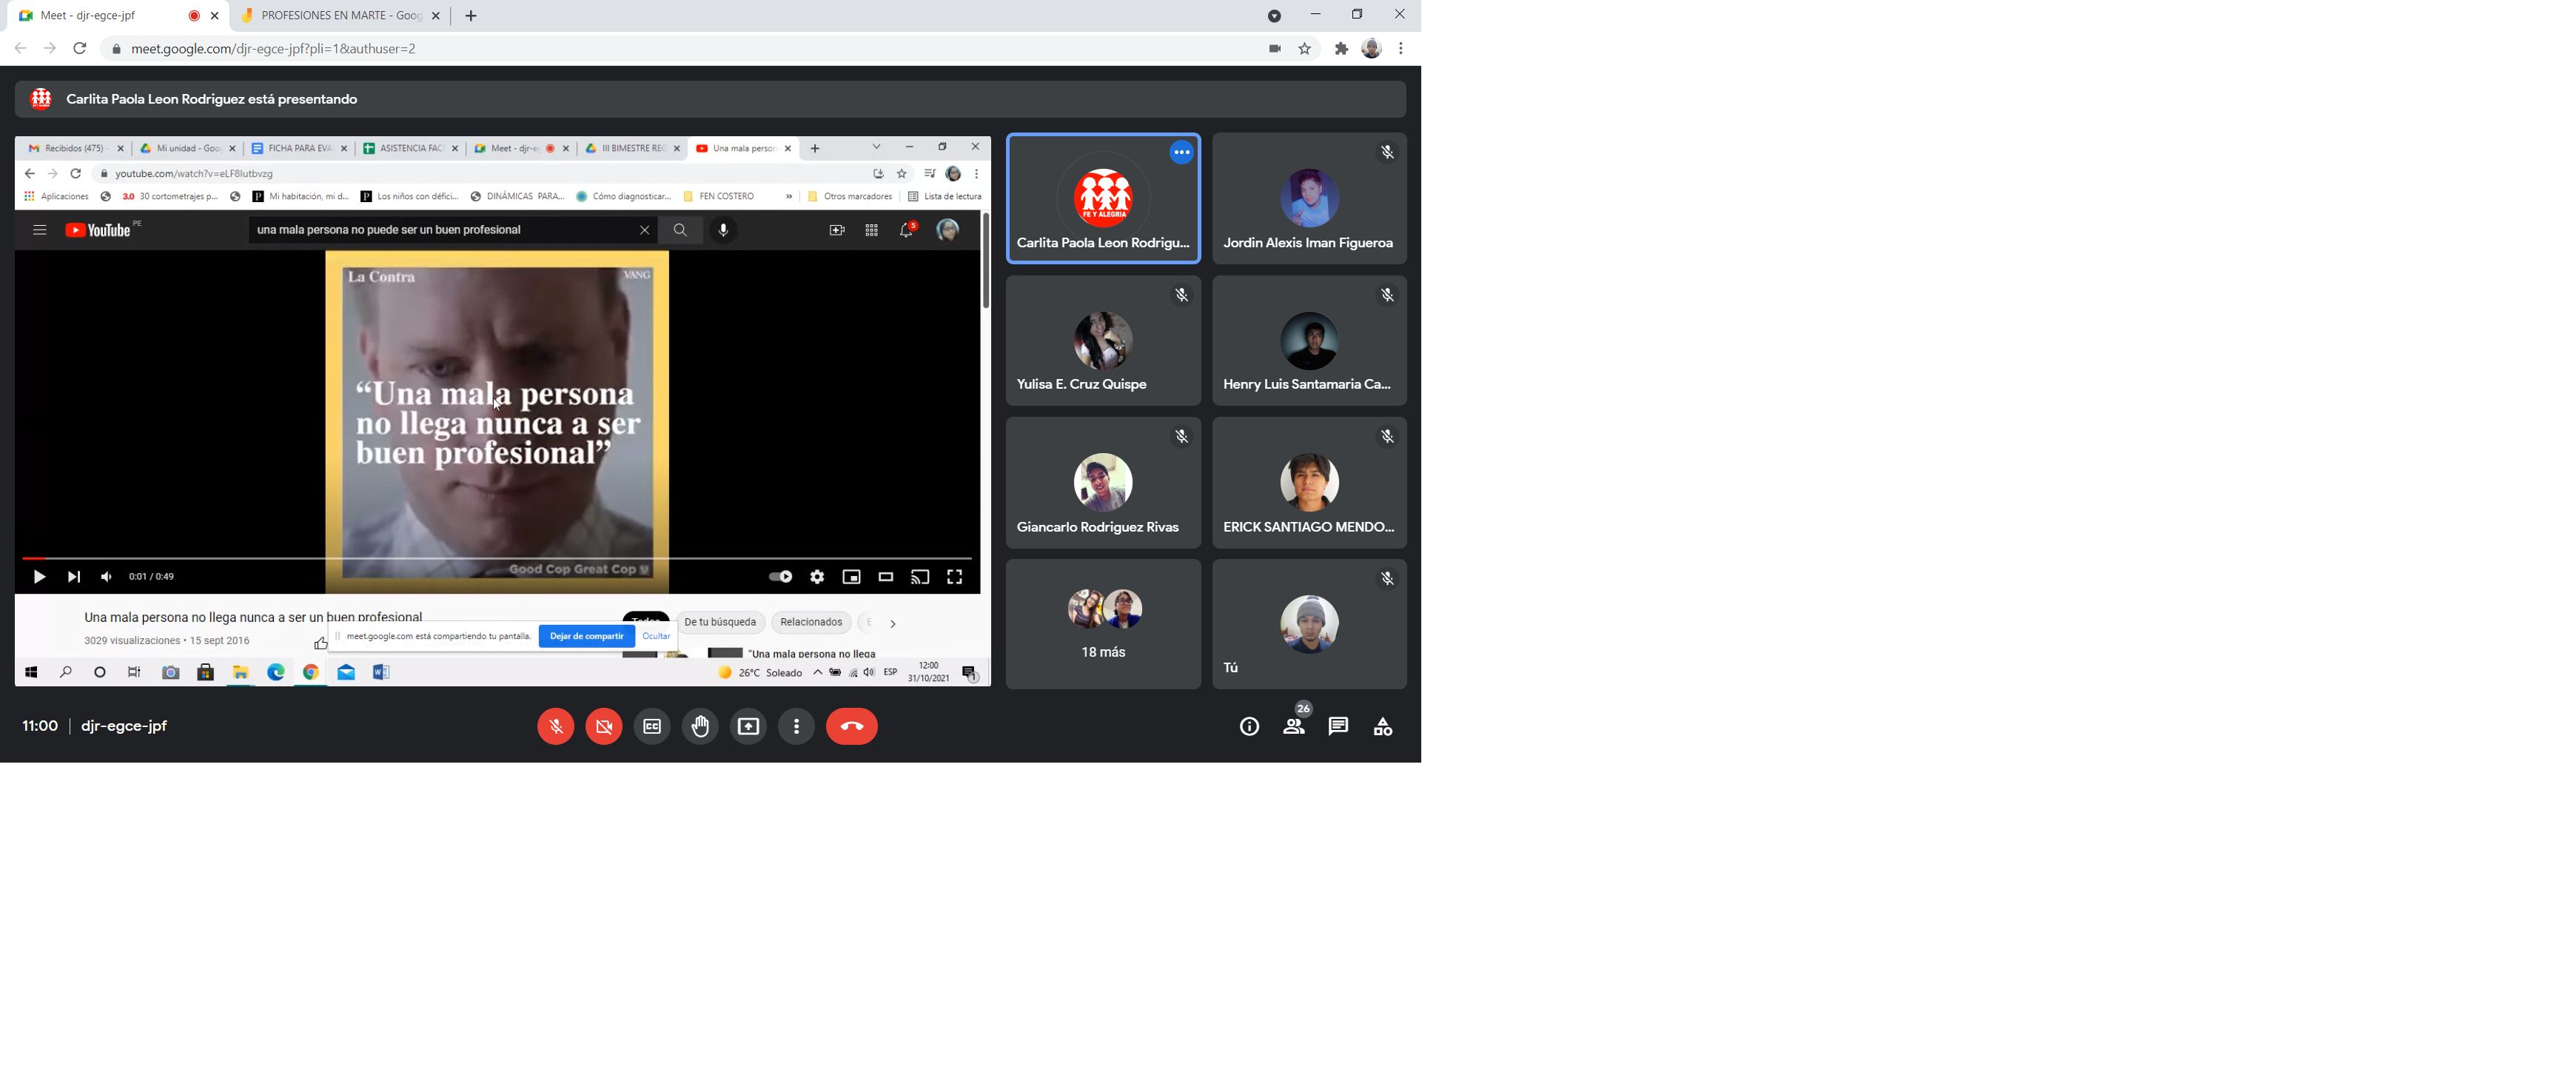 Meet - djr-egce-jpf
PROFESIONES EN MARTE - Goog
meet.google.com/djr-egce-jpf?pli=1&authuser=2
Carlita Paola Leon Rodriguez está presentando
Recibidos (475) -
Mi unidad - Goo
FICHA PARA EVA
ASISTENCIA FAC
Meet - djr-eg
III BIMESTRE REG
Una mala person
youtube.com/watch?v=eLF8lutbvzg
Aplicaciones
3.0 30 cortometrajes p...
Mi habitación, mi d...
Los niños con défici...
DINÁMICAS PARA...
Cómo diagnosticar...
FEN COSTERO
»
Otros marcadores
Lista de lectura
YouTube PE
una mala persona no puede ser un buen profesional
5
La Contra
VANG
“Una mala persona
no llega nunca a ser
buen profesional”
Good Cop Great Cop
0:01 / 0:49
Una mala persona no llega nunca a ser un buen profesional
3029 visualizaciones • 15 sept 2016
Todos
De tu búsqueda
Relacionados
meet.google.com está compartiendo tu pantalla.
Dejar de compartir
Ocultar
“Una mala persona no llega
26°C Soleado
ESP
12:00
31/10/2021
1
FE Y ALEGRIA
Carlita Paola Leon Rodrigu...
Jordin Alexis Iman Figueroa
Yulisa E. Cruz Quispe
Henry Luis Santamaria Ca...
Giancarlo Rodriguez Rivas
ERICK SANTIAGO MENDO...
18 más
Tú
11:00 | djr-egce-jpf
26